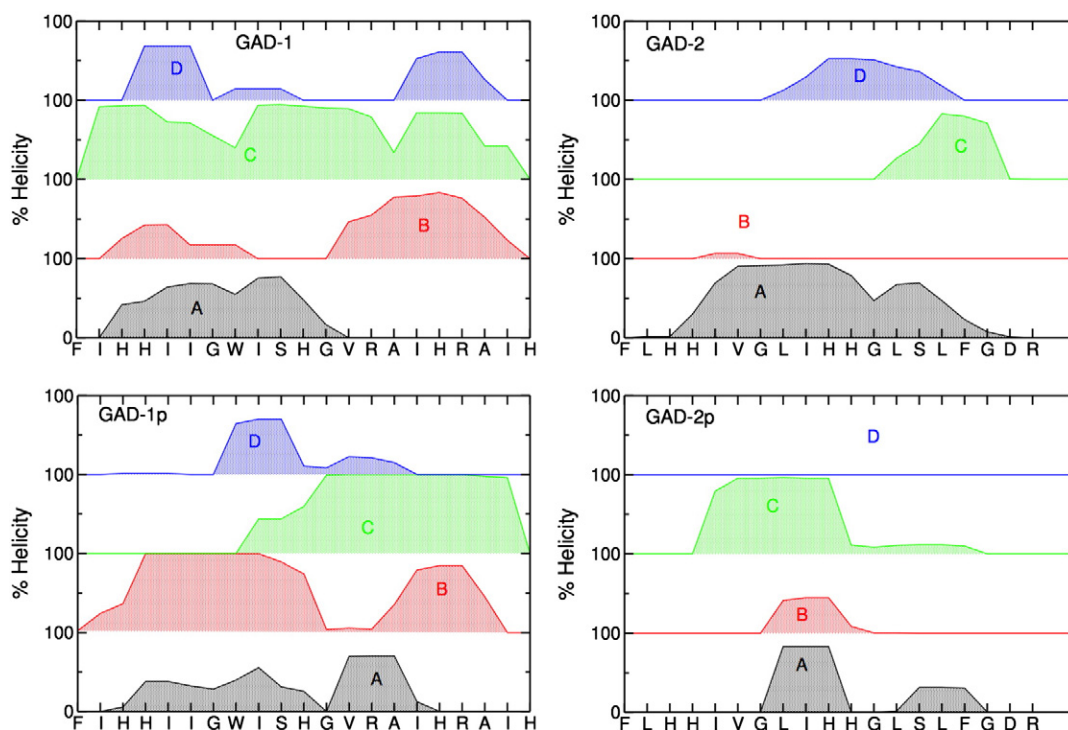 100
GAD-1
D
100
C
100
B
100
A
0
% Helicity
F I H H I I G W I S H G V R A I H R A I H
100
GAD-2
D
100
C
100
B
100
A
0
% Helicity
F L H H I V G L I H H G L S L F G D R
100
GAD-1p
D
100
C
100
B
100
A
0
% Helicity
F I H H I I G W I S H G V R A I H R A I H
100
GAD-2p
D
100
C
100
B
100
A
0
% Helicity
F L H H I V G L I H H G L S L F G D R